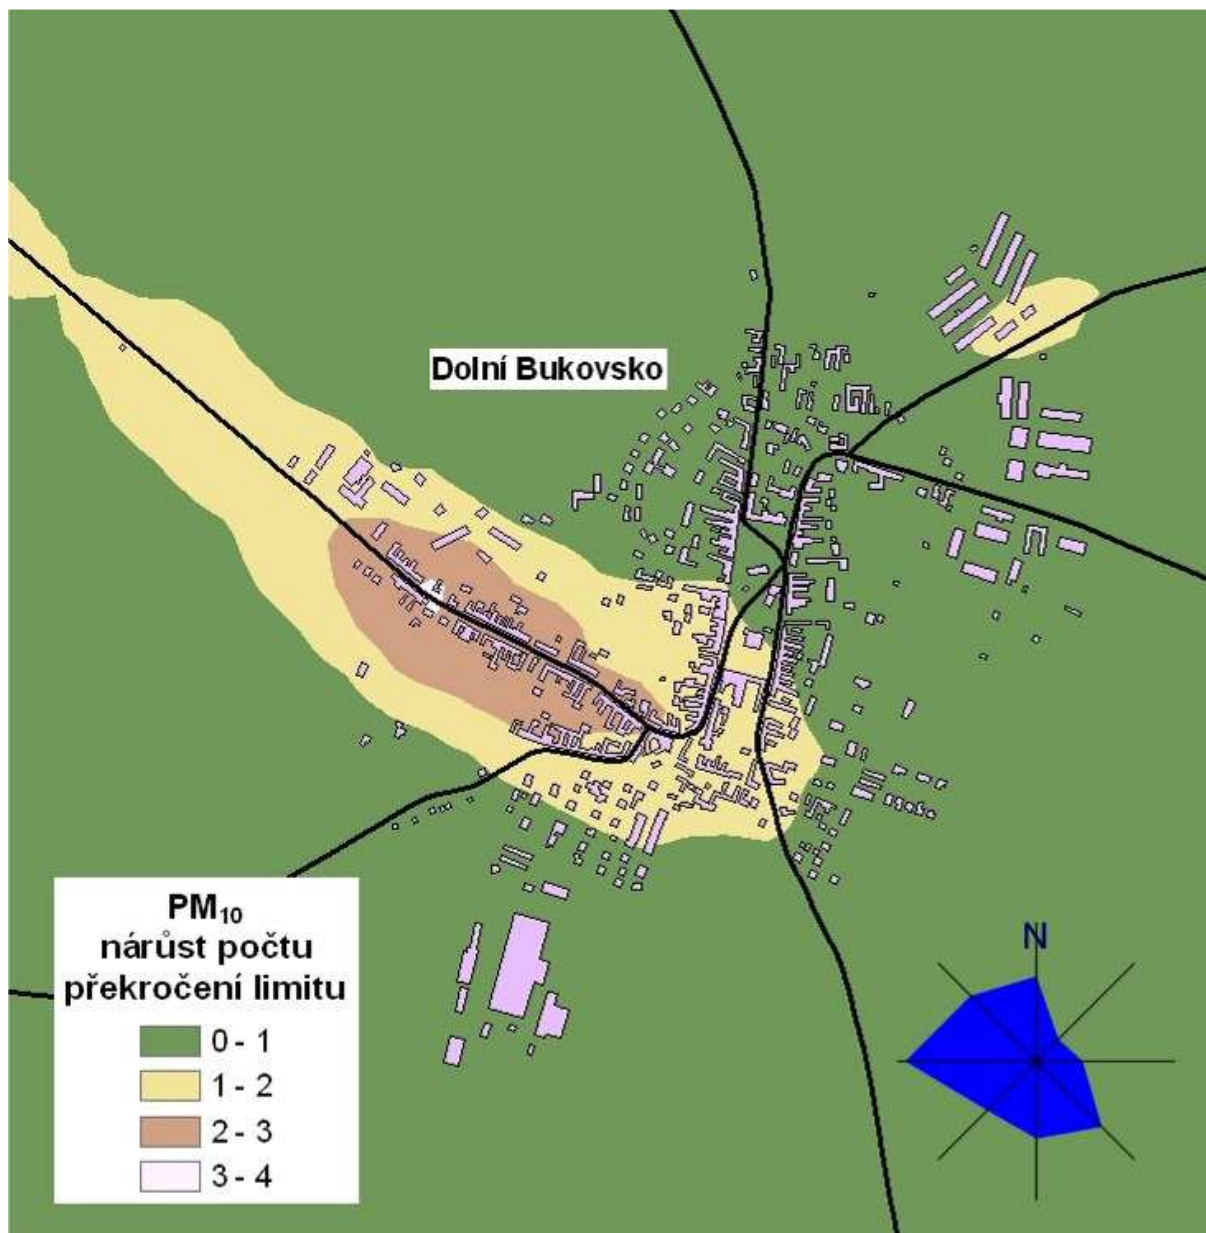 Dolní Bukovsko
PM₁₀
nárůst počtu
překročení limitu
0 - 1
1 - 2
2 - 3
3 - 4
N